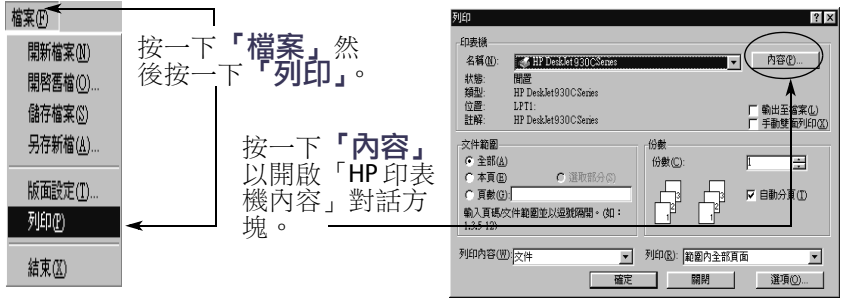 檔案(F)
開新檔案(N)
開啓舊檔(O)...
儲存檔案(S)
另存新檔(A)...
版面設定(T)...
列印(P)
結束(X)
按一下「檔案」然
後按一下「列印」。
按一下「內容」
以開啟「HP 印表
機內容」對話方
塊。
列印
印表機
名稱(N): HP DeskJet 930C Series
內容(P)...
狀態: 閒置
類型: HP DeskJet 930C Series
位置: LPT1:
註解: HP DeskJet 930C Series
輸出至檔案(L)
手動雙面列印(X)
文件範圍
全部(A)
本頁(E)
選取部分(S)
頁數(G):
輸入頁碼/文件範圍並以逗號隔開。(如：
1,3,5-12)
份數
份數(C): 1
自動分頁(T)
列印內容(W): 文件
列印(R): 範圍內全部頁面
確定
關閉
選項(O)...